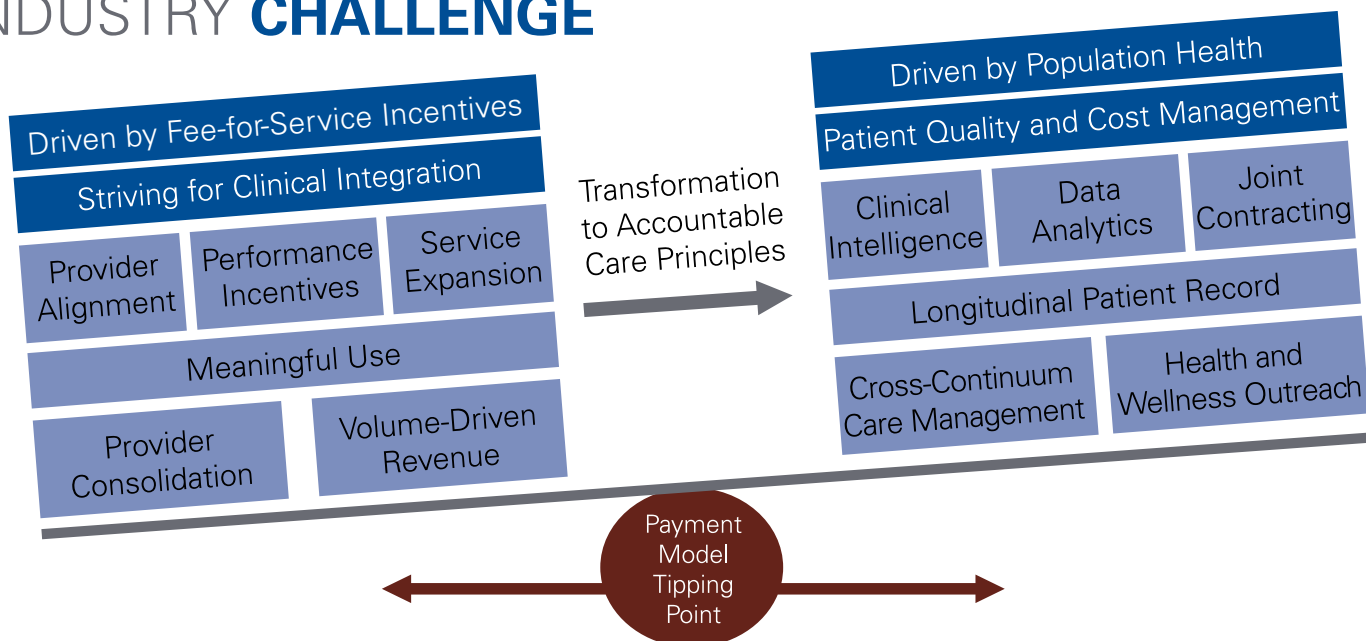 NDUSTRY CHALLENGE
Driven by Fee-for-Service Incentives
Striving for Clinical Integration
Provider
Alignment
Performance
Incentives
Service
Expansion
Meaningful Use
Provider
Consolidation
Volume-Driven
Revenue
Transformation
to Accountable
Care Principles
Driven by Population Health
Patient Quality and Cost Management
Clinical
Intelligence
Data
Analytics
Joint
Contracting
Longitudinal Patient Record
Cross-Continuum
Care Management
Health and
Wellness Outreach
Payment
Model
Tipping
Point